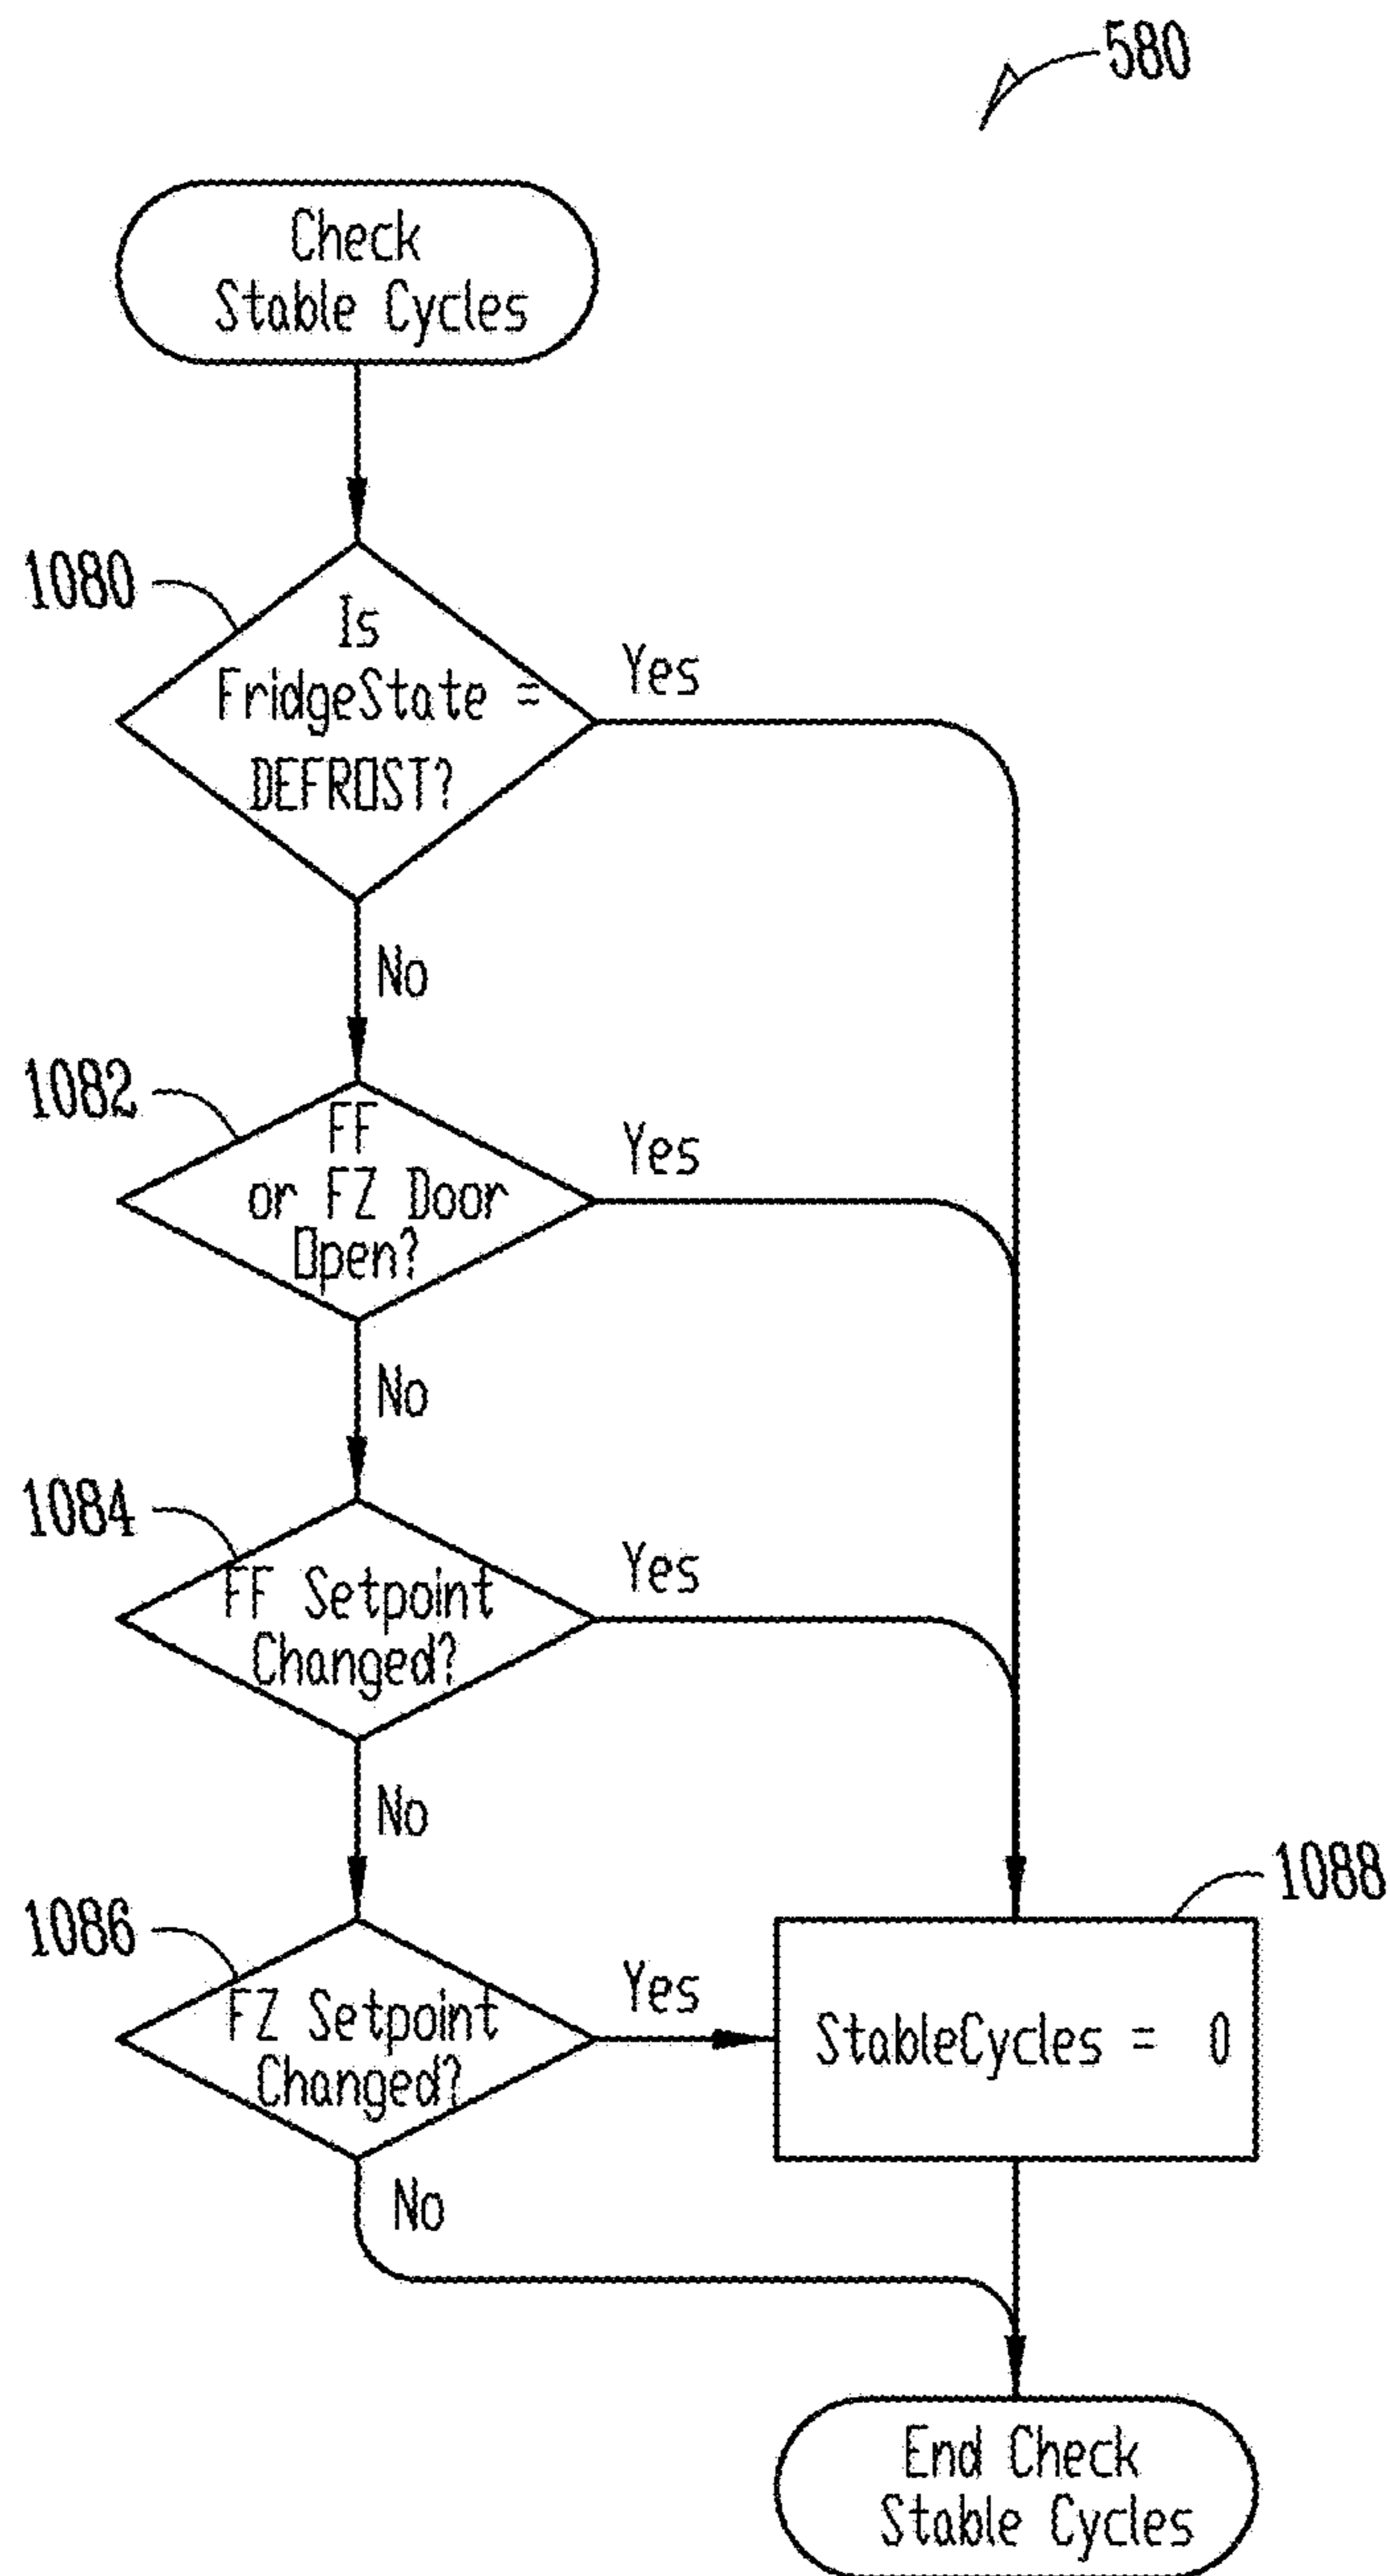 580
Check
Stable Cycles
1080
Is
FridgeState =
DEFROST?
Yes
No
1082
FF
or FZ Door
Open?
Yes
No
1084
FF Setpoint
Changed?
Yes
No
1086
FZ Setpoint
Changed?
Yes
No
1088
StableCycles = 0
End Check
Stable Cycles